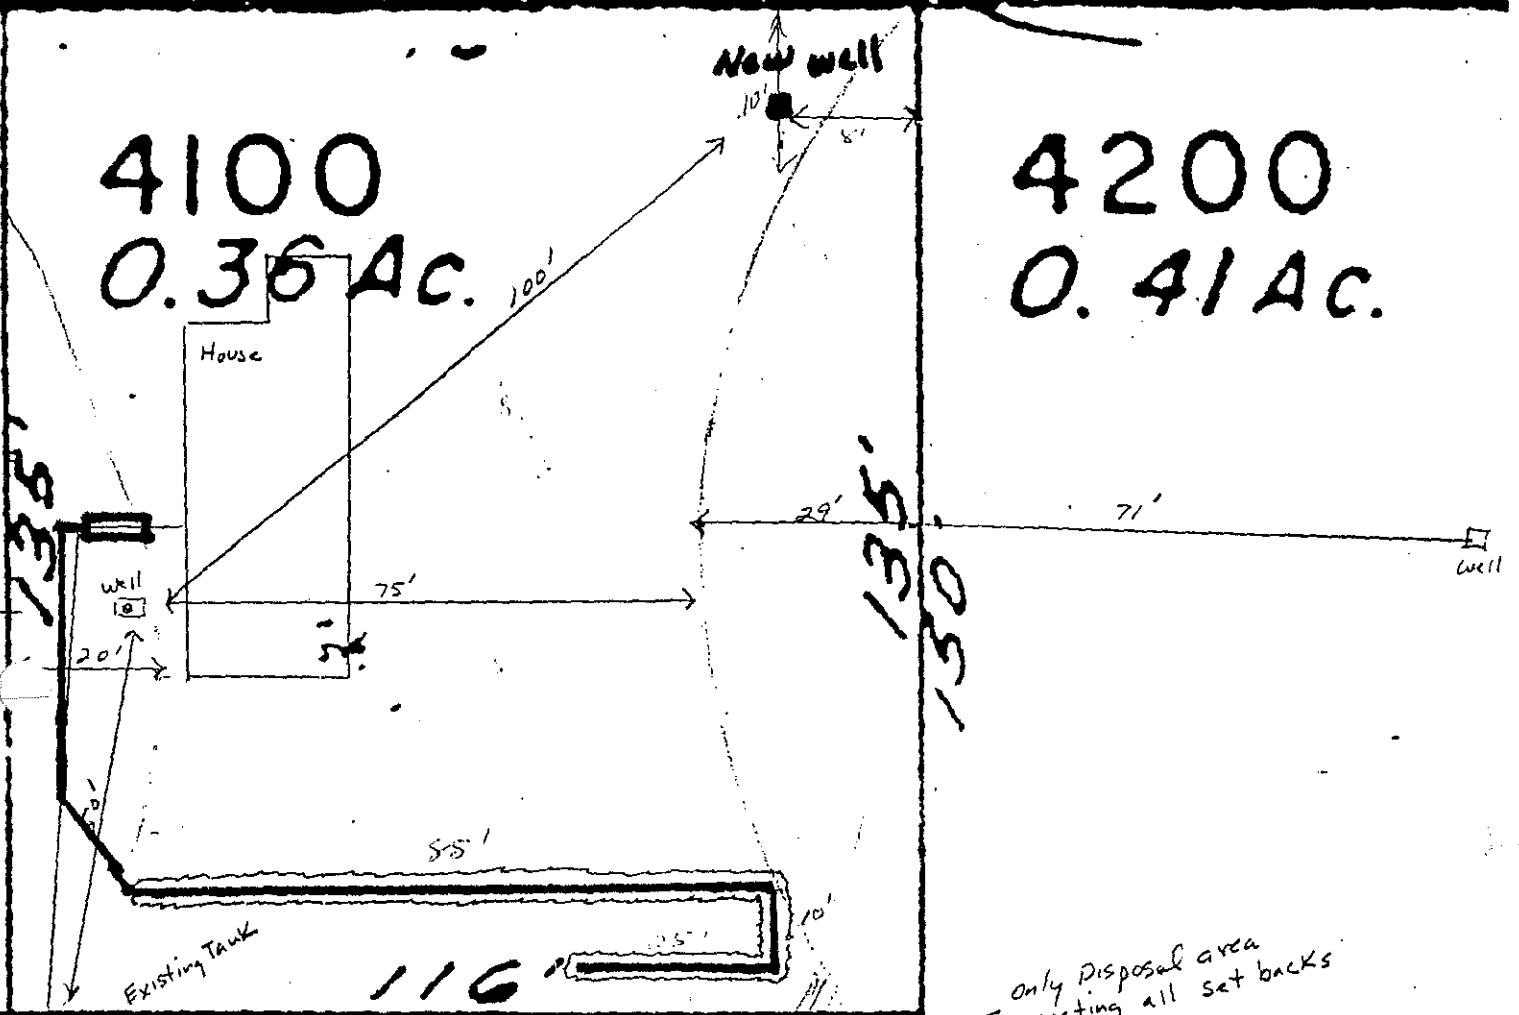 New well
10'
8'
4100
0.36 Ac.
4200
0.41 Ac.
100'
House
135'
29'
135'
130'
71'
well
well
75'
20'
55'
10'
Existing Tank
116'
only Disposal area
all set backs